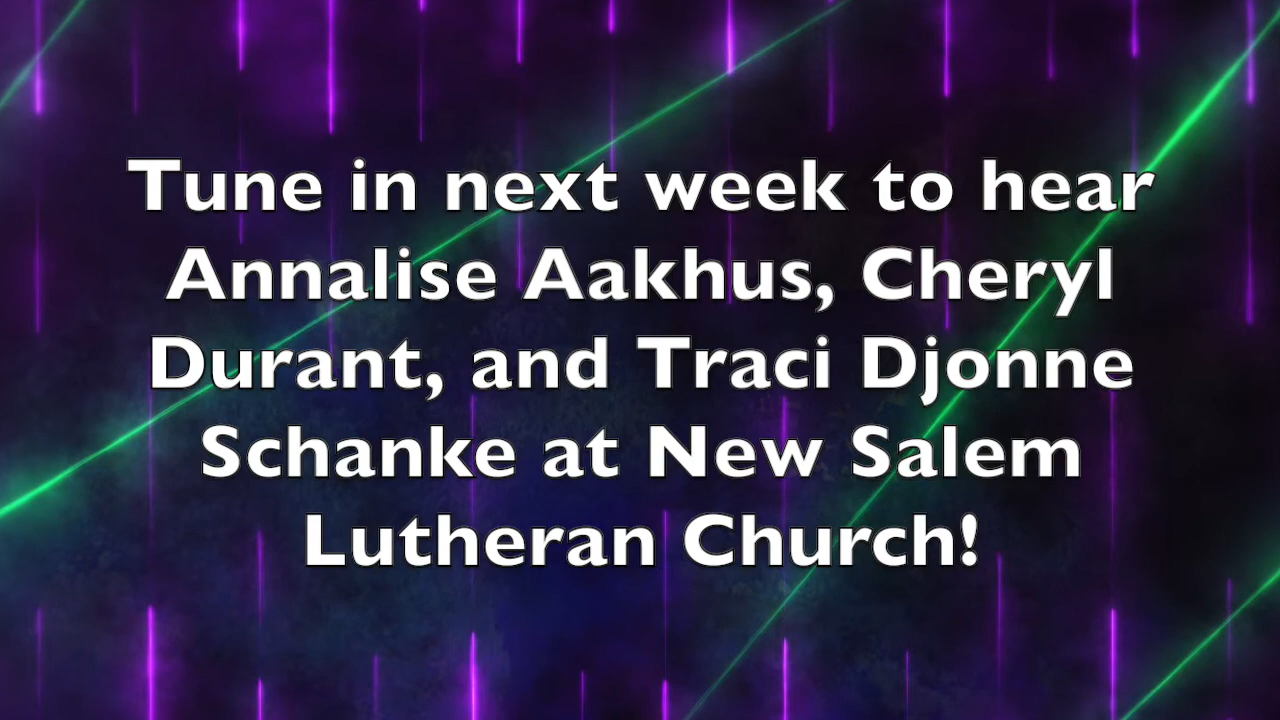 Tune in next week to hear
Annalise Aakhus, Cheryl
Durant, and Traci Djonne
Schanke at New Salem
Lutheran Church!